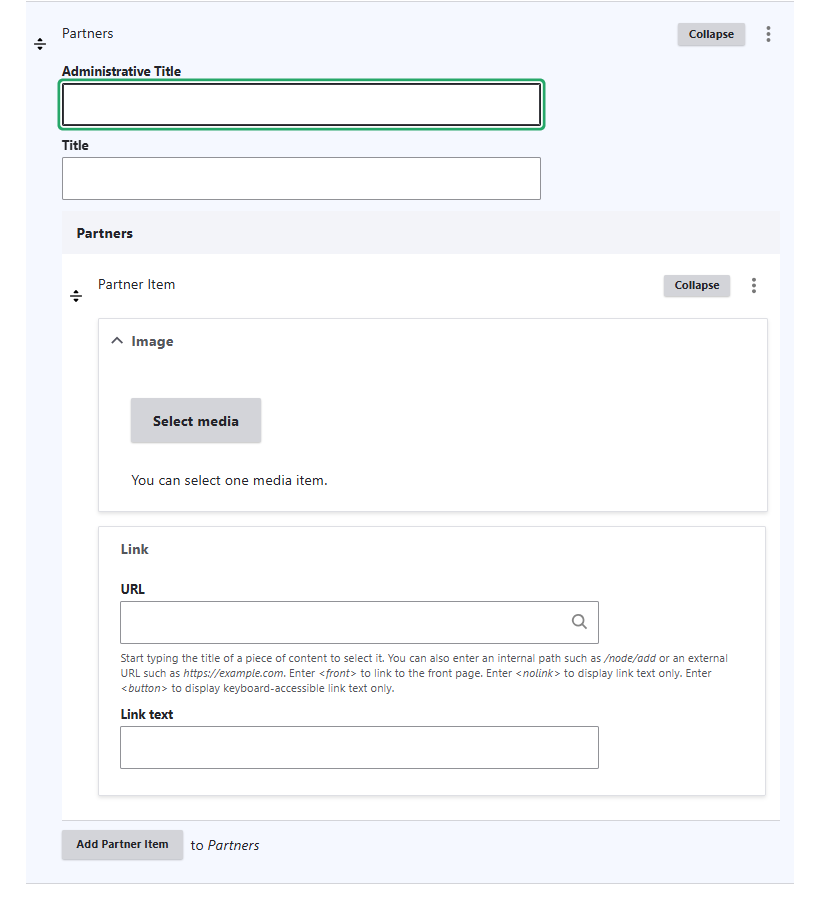 Partners
Collapse
Administrative Title
Title
Partners
Partner Item
Collapse
Image
Select media
You can select one media item.
Link
URL
Start typing the title of a piece of content to select it. You can also enter an internal path such as /node/add or an external
URL such as https://example.com. Enter <front> to link to the front page. Enter <nolink> to display link text only. Enter
<button> to display keyboard-accessible link text only.
Link text
Add Partner Item to Partners